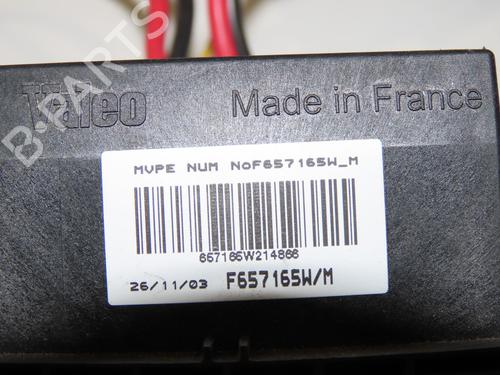 Valeo
Made in France
B-PARTS
MVPE NUM NoF657165W_M
657165W214866
26/11/03 F657165W/M